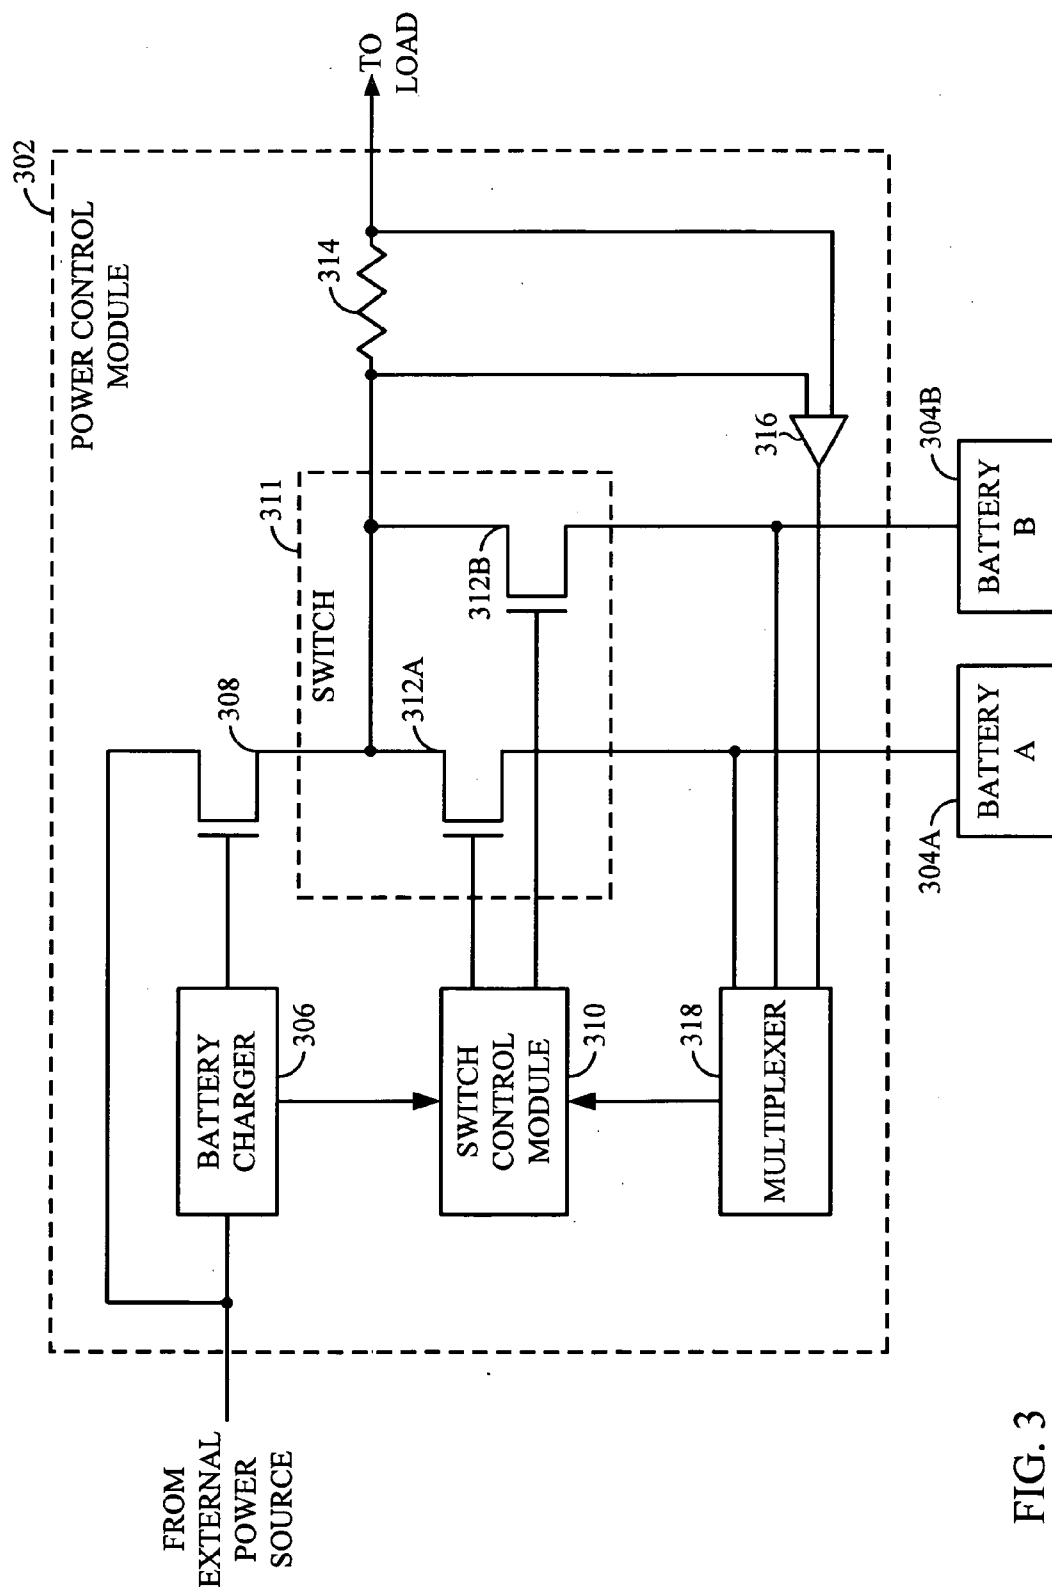 302
POWER CONTROL
MODULE
FROM
EXTERNAL
POWER
SOURCE
BATTERY
CHARGER
306
308
SWITCH
311
312A
312B
314
TO
LOAD
SWITCH
CONTROL
MODULE
310
316
MULTIPLEXER
318
304A
BATTERY
A
304B
BATTERY
B
FIG. 3